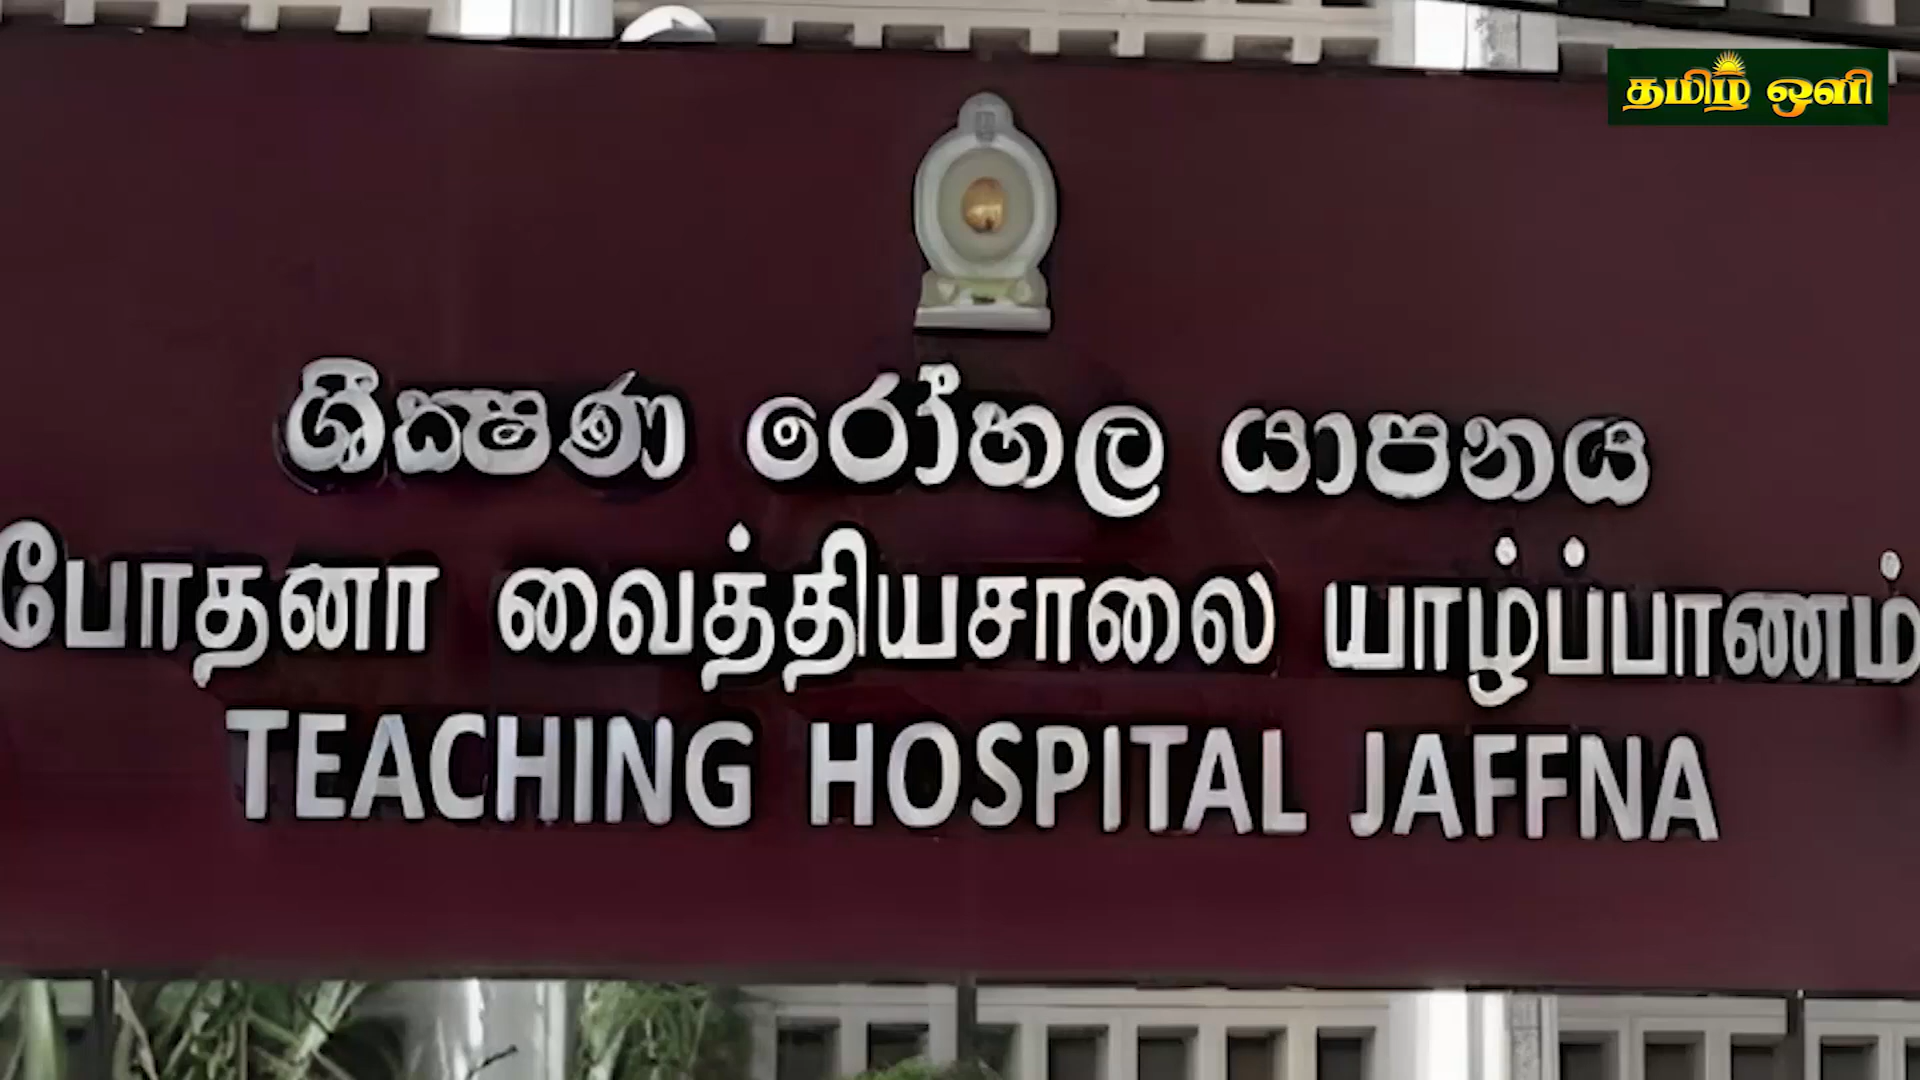 தமிழ் ஒளி
ශික්ෂණ රෝහල යාපනය
போதனா வைத்தியசாலை யாழ்ப்பாணம்
TEACHING HOSPITAL JAFFNA